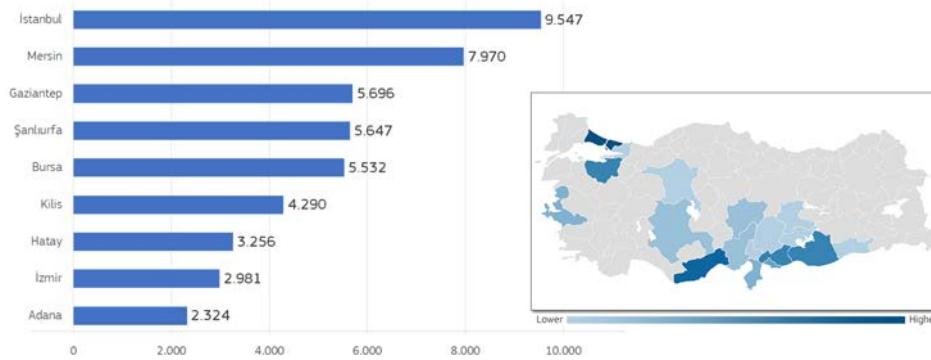 İstanbul 9.547
Mersin 7.970
Gaziantep 5.696
Şanlıurfa 5.647
Bursa 5.532
Kilis 4.290
Hatay 3.256
İzmir 2.981
Adana 2.324
0 2.000 4.000 6.000 8.000 10.000
Lower Highe